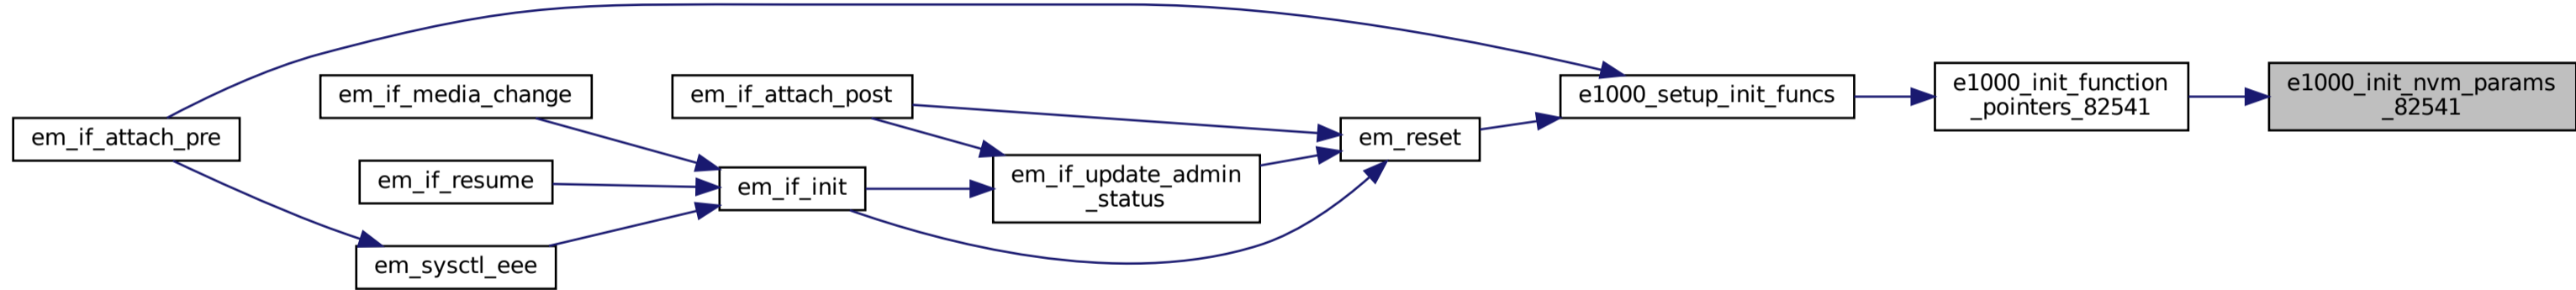 em_if_attach_pre
em_if_media_change
em_if_resume
em_sysctl_eee
em_if_attach_post
em_if_init
em_if_update_admin
_status
em_reset
e1000_setup_init_funcs
e1000_init_function
_pointers_82541
e1000_init_nvm_params
_82541